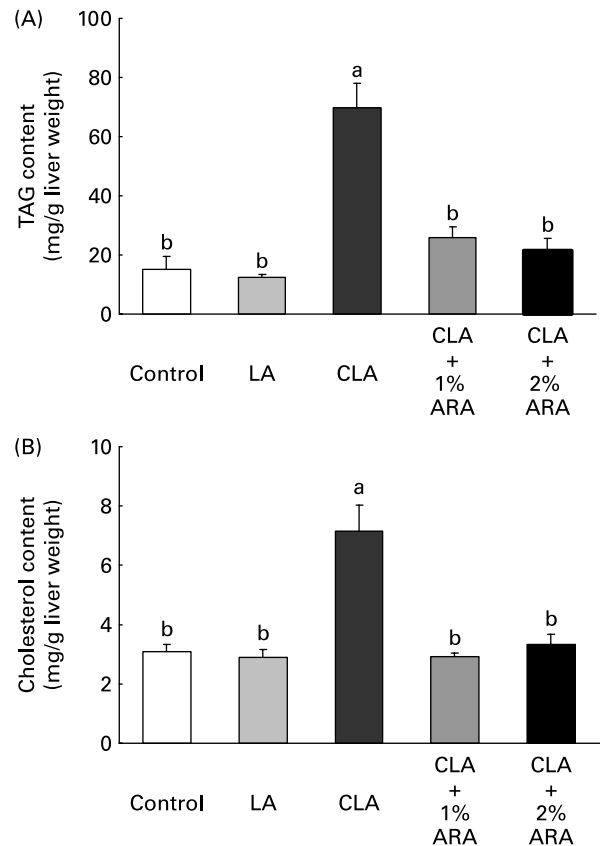 (A)
TAG content
(mg/g liver weight)
100
80
60
40
20
0
b
b
a
b
b
Control
LA
CLA
CLA
+
1%
ARA
CLA
+
2%
ARA
(B)
Cholesterol content
(mg/g liver weight)
10
8
6
4
2
0
b
b
a
b
b
Control
LA
CLA
CLA
+
1%
ARA
CLA
+
2%
ARA